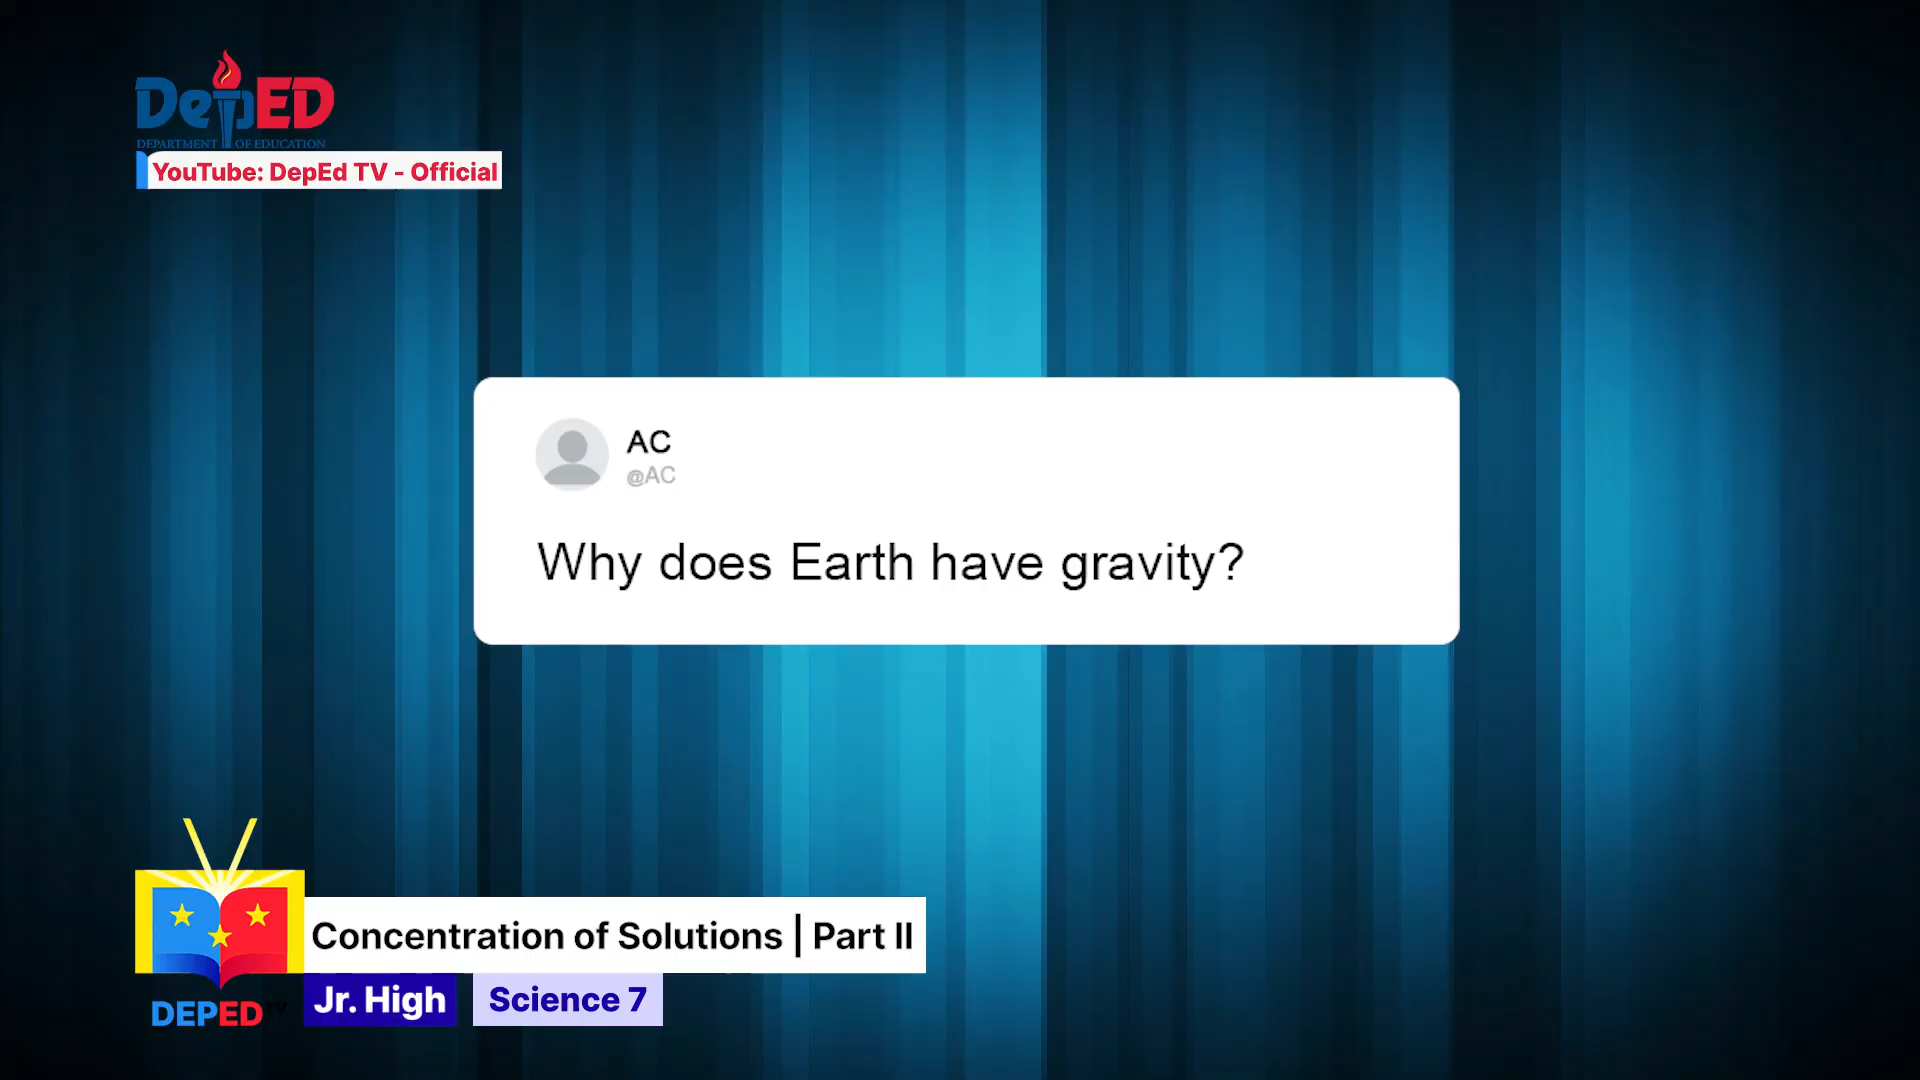 DepED
DEPARTMENT OF EDUCATION
YouTube: DepEd TV - Official
AC
@AC
Why does Earth have gravity?
Concentration of Solutions | Part II
Jr. High
Science 7
DEPED TV